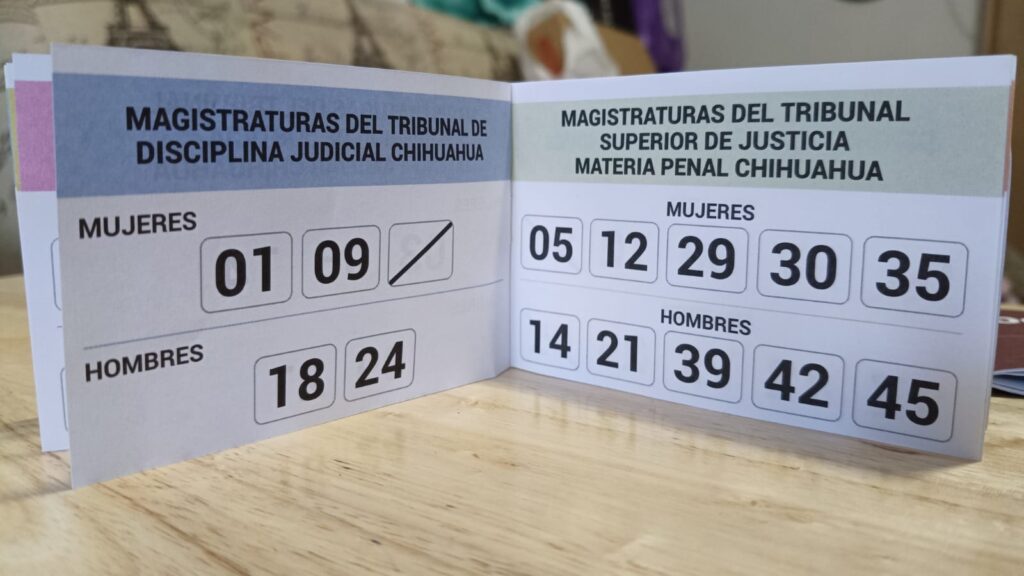 MAGISTRATURAS DEL TRIBUNAL DE
DISCIPLINA JUDICIAL CHIHUAHUA
MUJERES
01 09
HOMBRES
18 24
MAGISTRATURAS DEL TRIBUNAL
SUPERIOR DE JUSTICIA
MATERIA PENAL CHIHUAHUA
MUJERES
05 12 29 30 35
HOMBRES
14 21 39 42 45